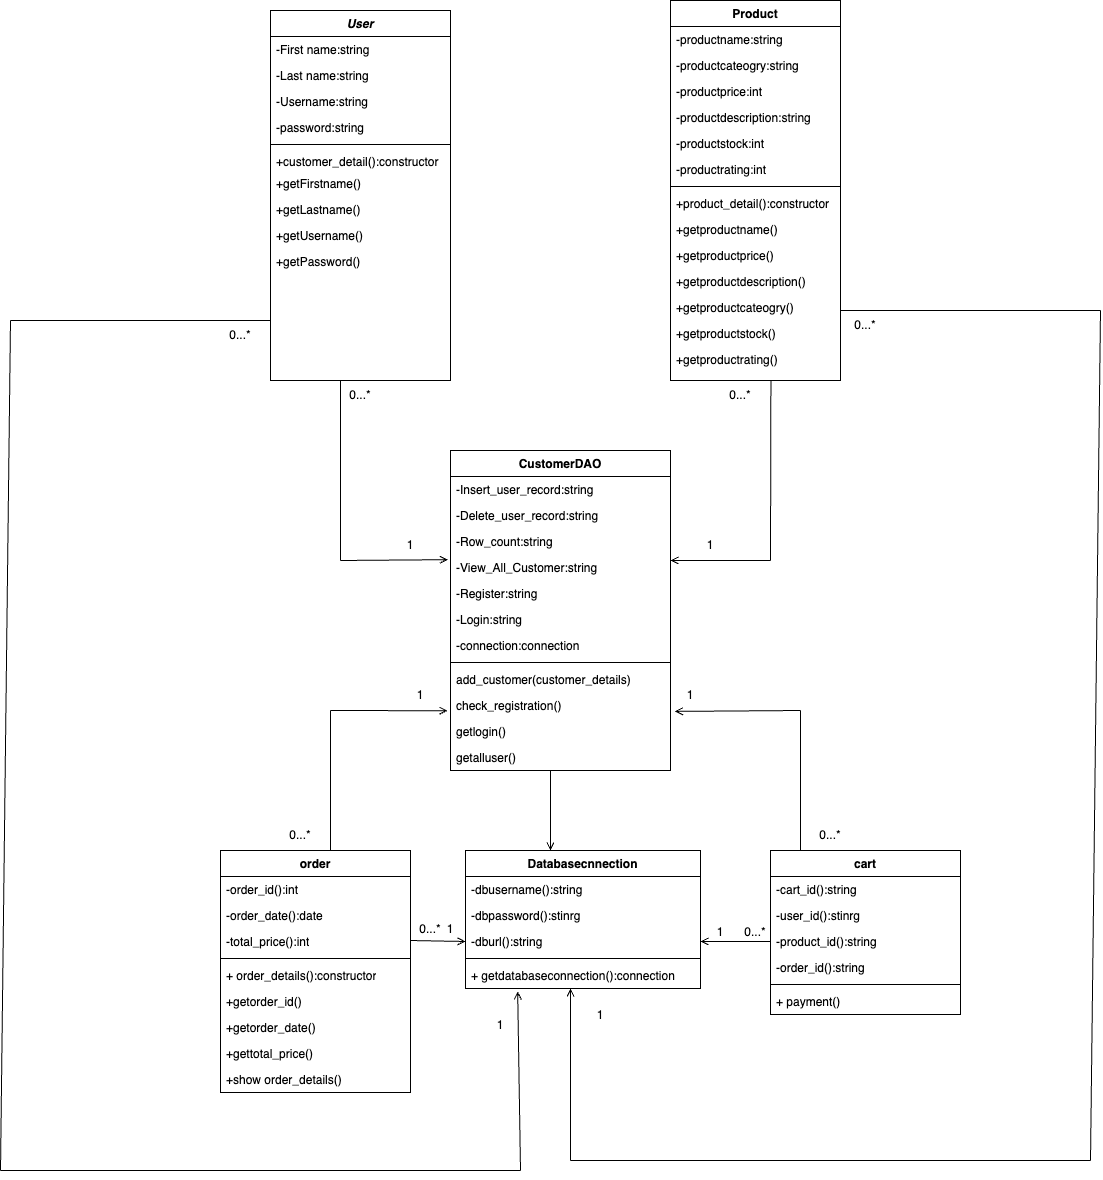 User
-First name:string
-Last name:string
-Username:string
-password:string
+customer_detail():constructor
+getFirstname()
+getLastname()
+getUsername()
+getPassword()
Product
-productname:string
-productcateogry:string
-productprice:int
-productdescription:string
-productstock:int
-productrating:int
+product_detail():constructor
+getproductname()
+getproductprice()
+getproductdescription()
+getproductcateogry()
+getproductstock()
+getproductrating()
0...*
0...*
0...*
0...*
CustomerDAO
-Insert_user_record:string
-Delete_user_record:string
-Row_count:string
-View_All_Customer:string
-Register:string
-Login:string
-connection:connection
add_customer(customer_details)
check_registration()
getlogin()
getalluser()
1
1
1
1
0...*
0...*
order
-order_id():int
-order_date():date
-total_price():int
+ order_details():constructor
+getorder_id()
+getorder_date()
+gettotal_price()
+show order_details()
0...* 1
Databasecnnection
-dbusername():string
-dbpassword():stinrg
-dburl():string
+ getdatabaseconnection():connection
1 0...*
cart
-cart_id():string
-user_id():stinrg
-product_id():string
-order_id():string
+ payment()
1
1